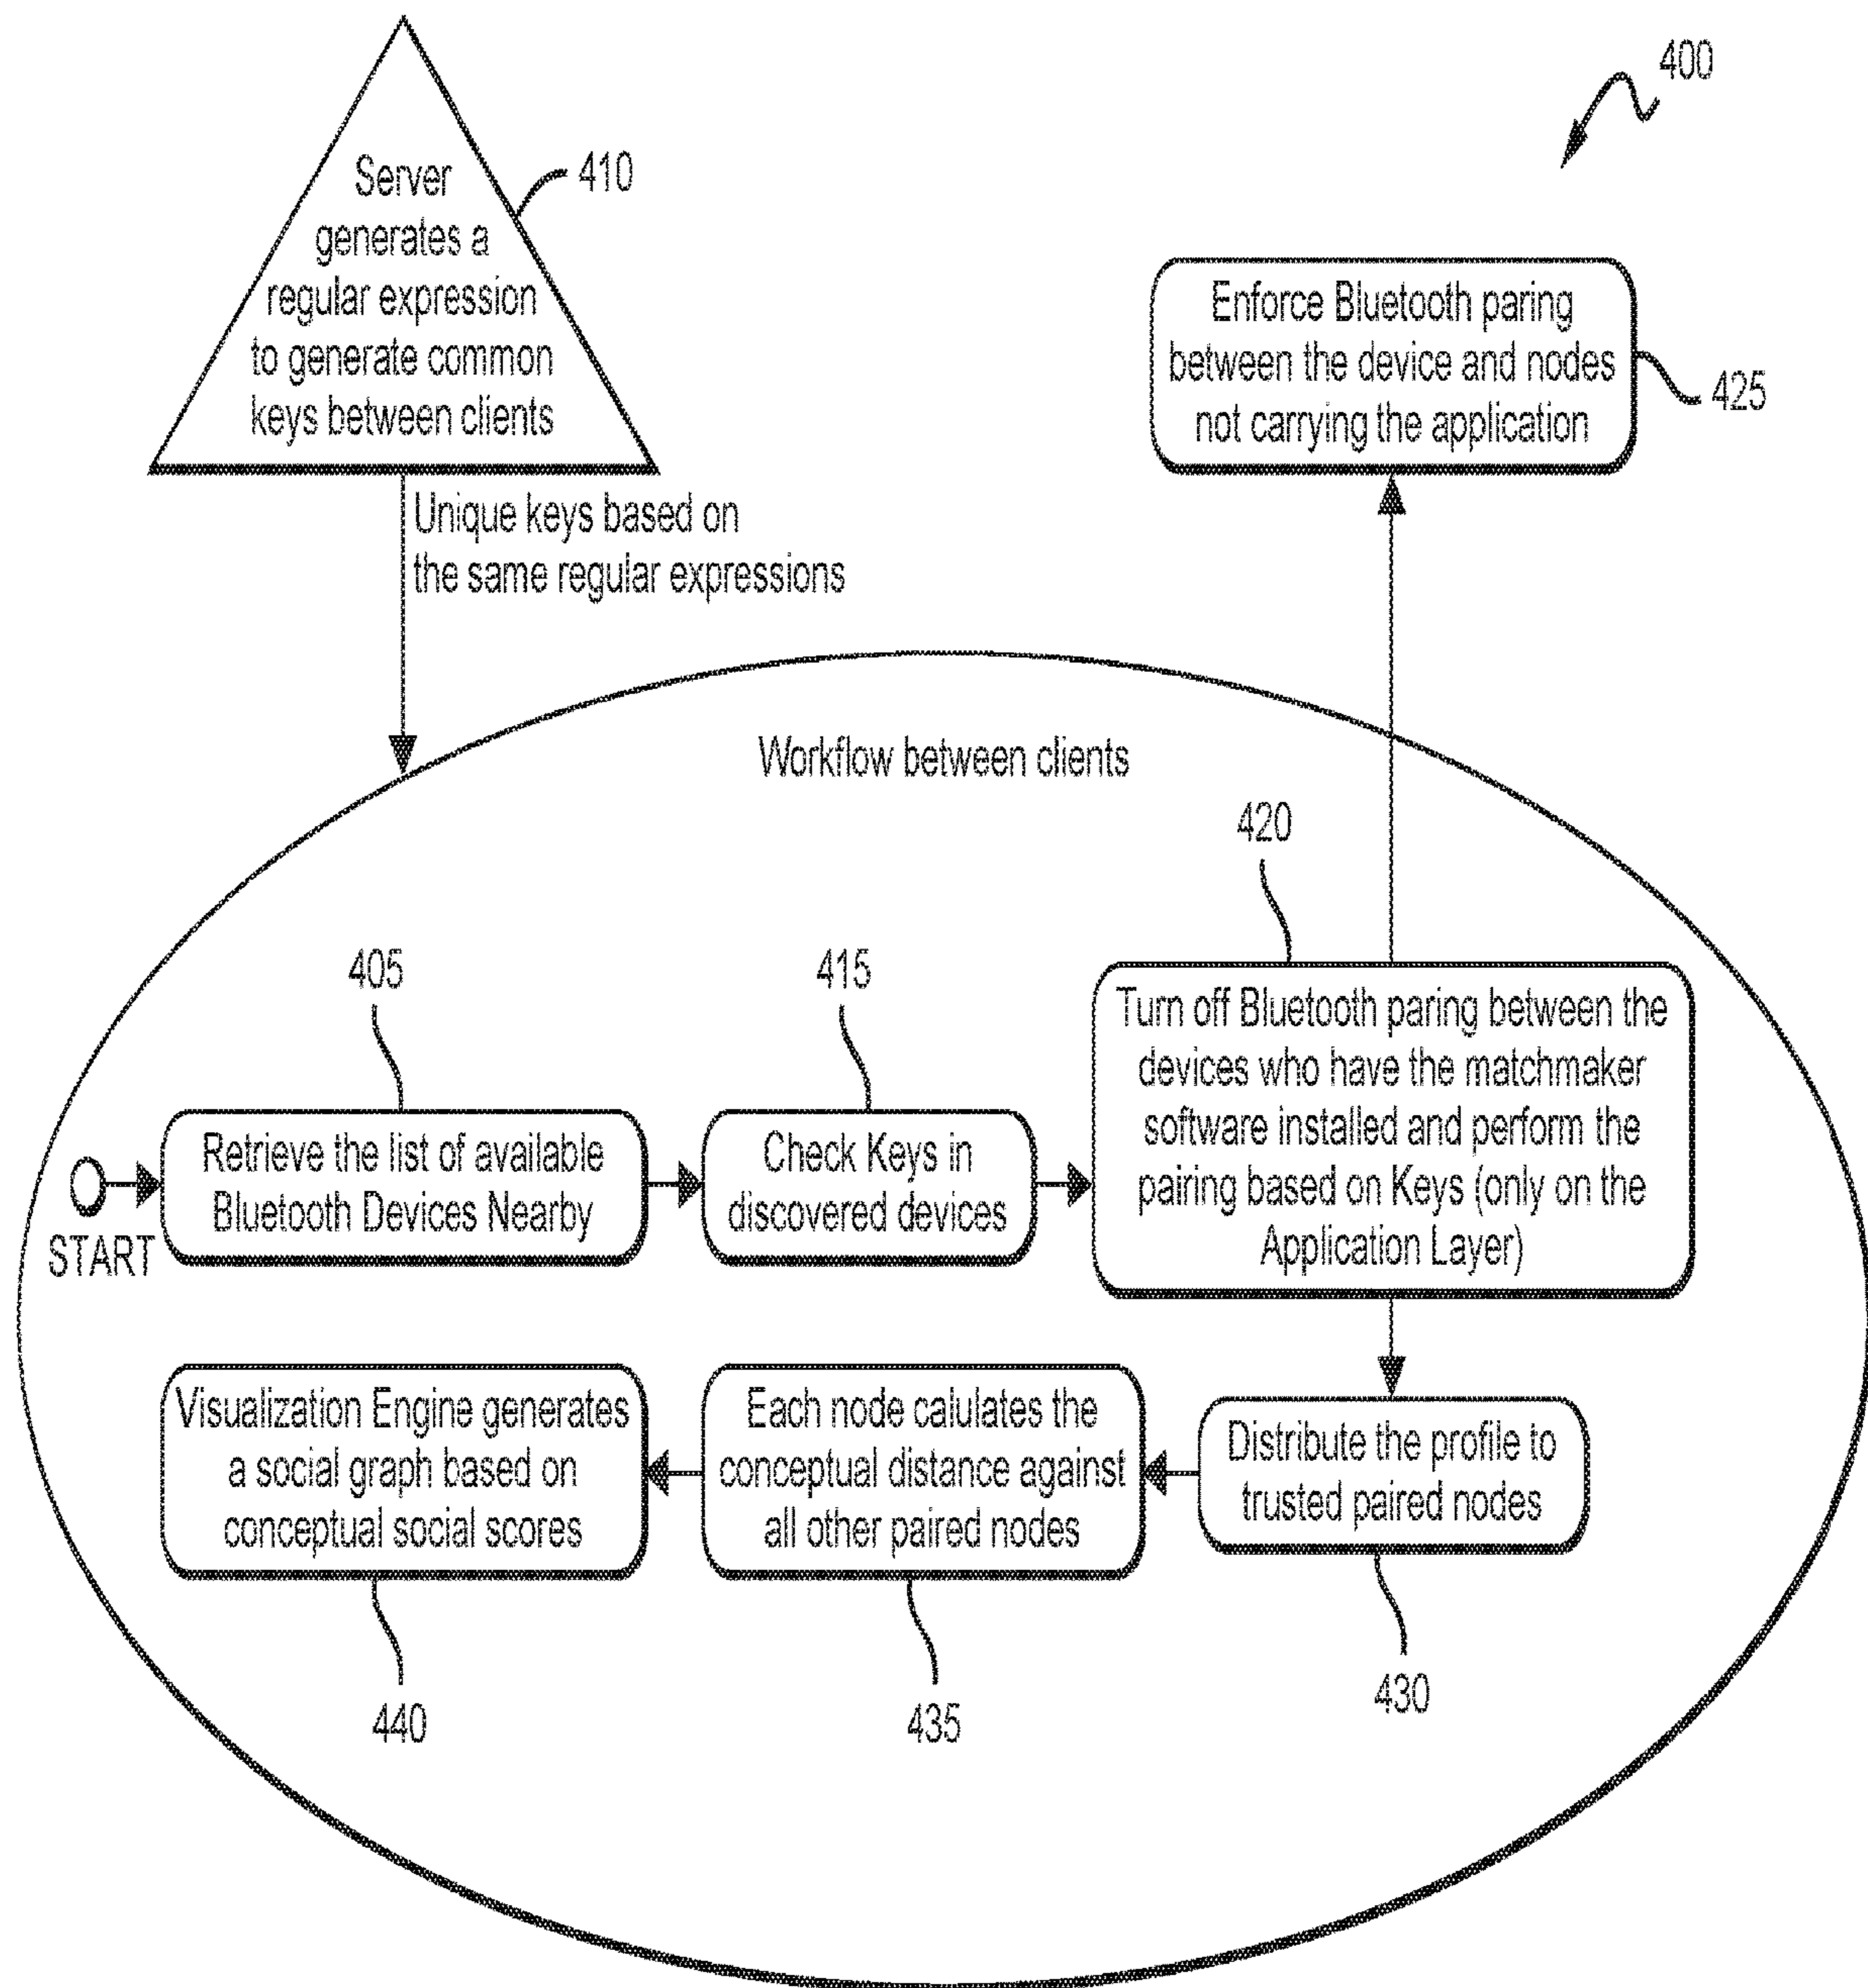 400
Server
generates a
regular expression
to generate common
keys between clients
410
Enforce Bluetooth paring
between the device and nodes
not carrying the application
425
Unique keys based on
the same regular expressions
Workflow between clients
420
405
415
Turn off Bluetooth paring between the
devices who have the matchmaker
software installed and perform the
pairing based on Keys (only on the
Application Layer)
Retrieve the list of available
Bluetooth Devices Nearby
Check Keys in
discovered devices
START
Visualization Engine generates
a social graph based on
conceptual social scores
Each node calulates the
conceptual distance against
all other paired nodes
Distribute the profile to
trusted paired nodes
430
440
435